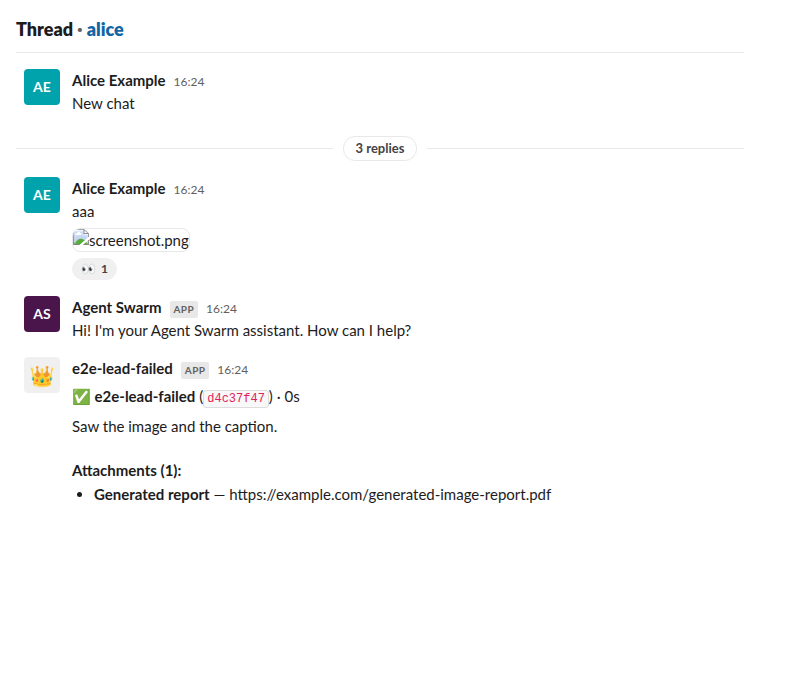 Thread • alice
AE
Alice Example 16:24
New chat
3 replies
AE
Alice Example 16:24
aaa
screenshot.png
👀 1
AS
Agent Swarm APP 16:24
Hi! I'm your Agent Swarm assistant. How can I help?
e2e-lead-failed APP 16:24
✅ e2e-lead-failed (d4c37f47) · 0s
Saw the image and the caption.
Attachments (1):
• Generated report — https://example.com/generated-image-report.pdf